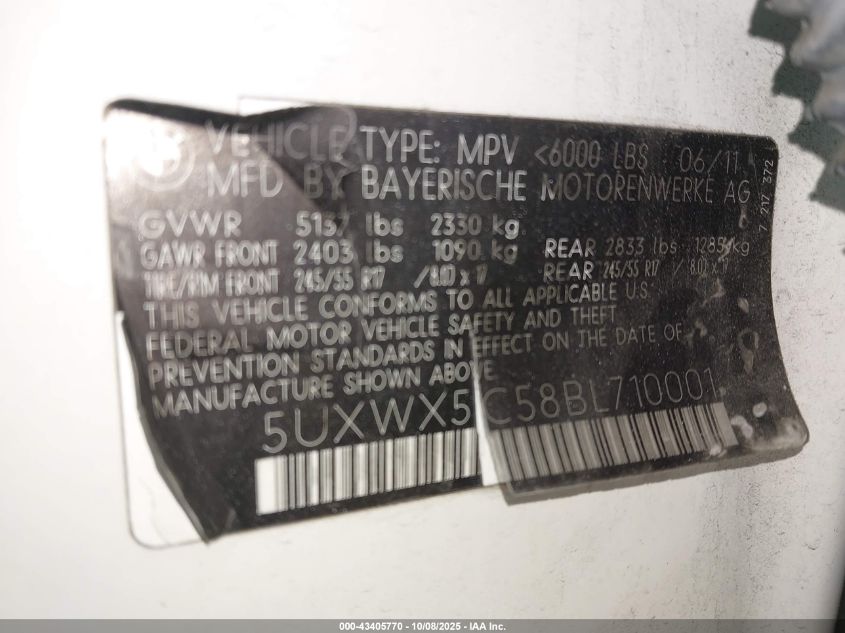 VEHICLE TYPE: MPV <6000 LBS 06/11
MFD BY BAYERISCHE MOTORENWERKE AG
GVWR 5137 lbs 2330 kg
GAWR FRONT 2403 lbs 1090 kg REAR 2833 lbs 1285 kg
TIRE/RIM FRONT 245/55 R17 / 8.0J x 17 REAR 245/55 R17 / 8.0J x 17
THIS VEHICLE CONFORMS TO ALL APPLICABLE U.S.
FEDERAL MOTOR VEHICLE SAFETY AND THEFT
PREVENTION STANDARDS IN EFFECT ON THE DATE OF
MANUFACTURE SHOWN ABOVE
5UXWX5C58BL710001
7 217 372
000-43405770 - 10/08/2025 - IAA Inc.